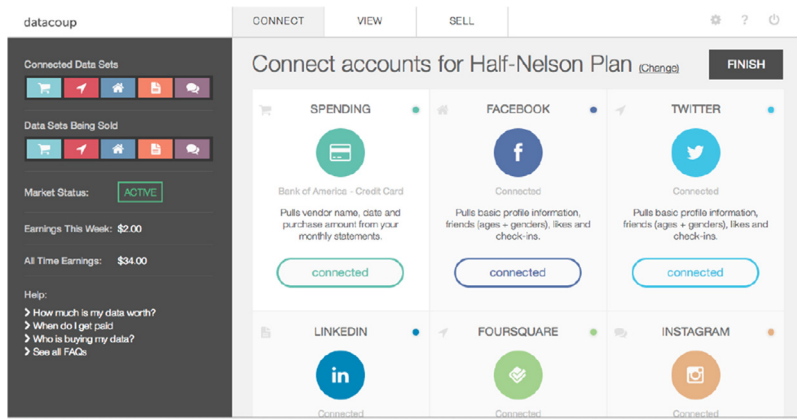 datacoup
CONNECT VIEW SELL
Connected Data Sets
Data Sets Being Sold
Market Status: ACTIVE
Earnings This Week: $2.00
All Time Earnings: $34.00
Help:
How much is my data worth?
When do I get paid
Who is buying my data?
See all FAQs
Connect accounts for Half-Nelson Plan (Change) FINISH
SPENDING
Bank of America - Credit Card
Pulls vendor name, date and
purchase amount from your
monthly statements.
connected
FACEBOOK
Connected
Pulls basic profile information,
friends (ages + genders), likes and
check-ins.
connected
TWITTER
Connected
Pulls basic profile information,
friends (ages + genders), likes and
check-ins.
connected
LINKEDIN
in
Connected
FOURSQUARE
Connected
INSTAGRAM
Connected